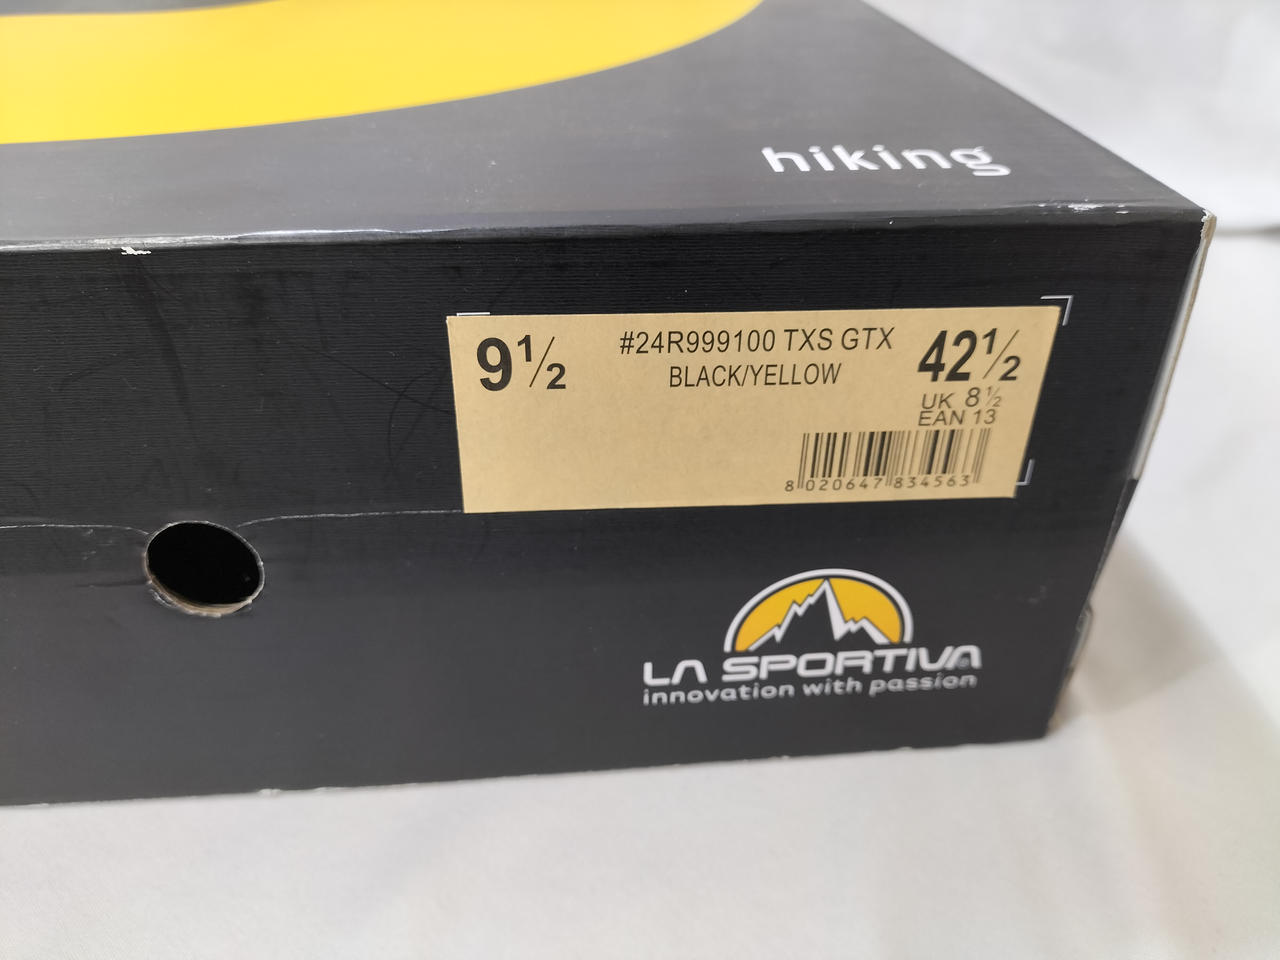 hiking
9½
#24R999100 TXS GTX
BLACK/YELLOW
42½
UK 8½
EAN 13
8 020647 834563
LA SPORTIVA®
innovation with passion